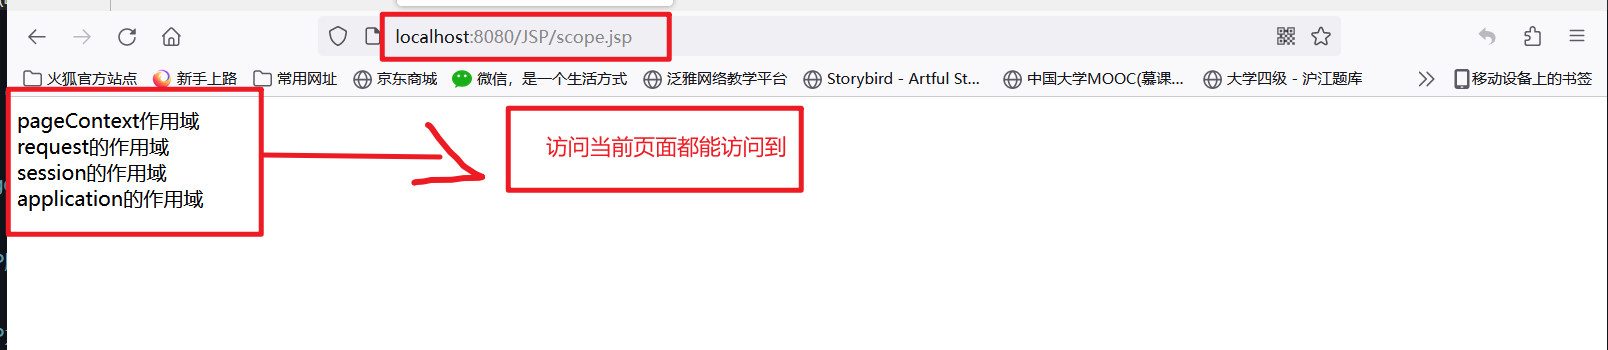 localhost:8080/JSP/scope.jsp
火狐官方站点 新手上路 常用网址 京东商城 微信，是一个生活方式 泛雅网络教学平台 Storybird - Artful St... 中国大学MOOC(慕课... 大学四级 - 沪江题库 移动设备上的书签
pageContext作用域
request的作用域
session的作用域
application的作用域
访问当前页面都能访问到